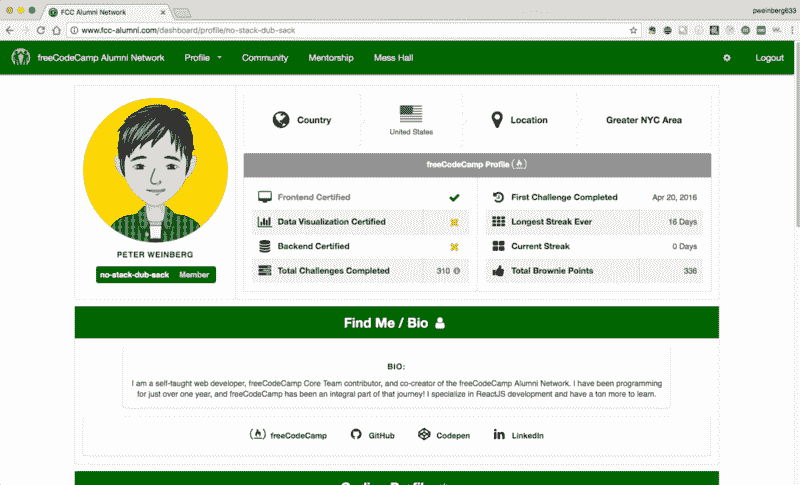 FCC Alumni Network
pweinberg633
www.fcc-alumni.com/dashboard/profile/no-stack-dub-sack
freeCodeCamp Alumni Network Profile Community Mentorship Mess Hall Logout
Country United States Location Greater NYC Area
freeCodeCamp Profile
PETER WEINBERG
no-stack-dub-sack Member
Frontend Certified First Challenge Completed Apr 20, 2016
Data Visualization Certified Longest Streak Ever 16 Days
Backend Certified Current Streak 0 Days
Total Challenges Completed 310 Total Brownie Points 336
Find Me / Bio
BIO:
I am a self-taught web developer, freeCodeCamp Core Team contributor, and co-creator of the freeCodeCamp Alumni Network. I have been programming
for just over one year, and freeCodeCamp has been an integral part of that journey! I specialize in ReactJS development and have a ton more to learn.
freeCodeCamp GitHub Codepen LinkedIn